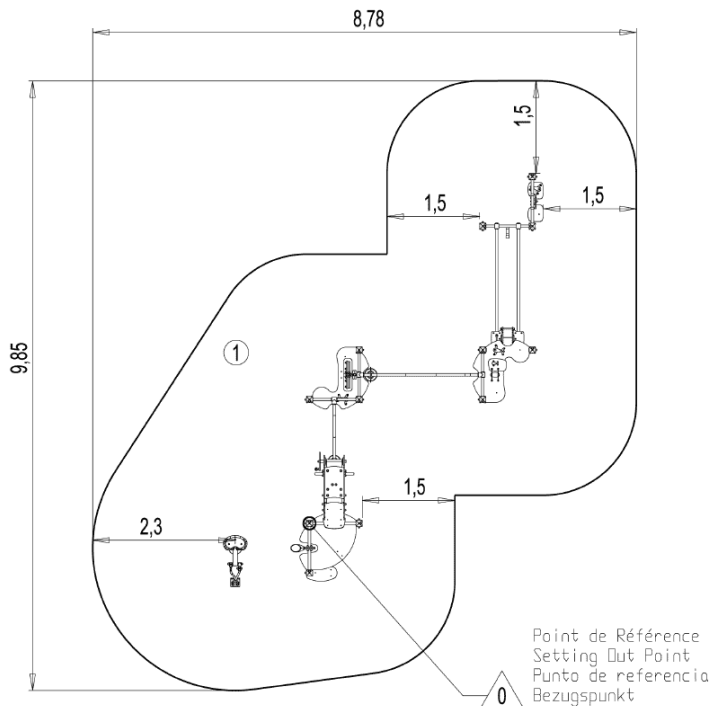 8,78
1,5
1,5
1,5
9,85
1
1,5
2,3
Point de Référence
Setting Out Point
Punto de referencia
0
Bezugspunkt